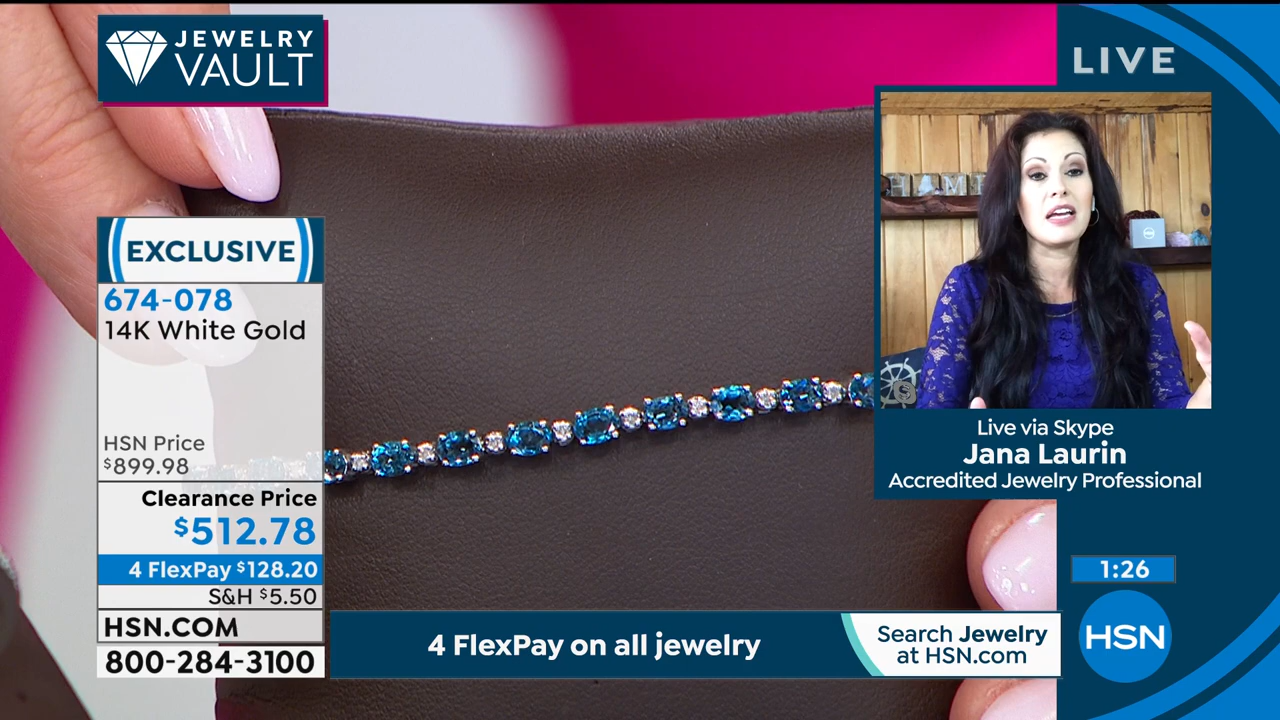 JEWELRY
VAULT
LIVE
HAME
EXCLUSIVE
674-078
14K White Gold
HSN Price
$899.98
Clearance Price
$512.78
4 FlexPay $128.20
S&H $5.50
HSN.COM
800-284-3100
Live via Skype
Jana Laurin
Accredited Jewelry Professional
1:26
4 FlexPay on all jewelry
Search Jewelry
at HSN.com
HSN